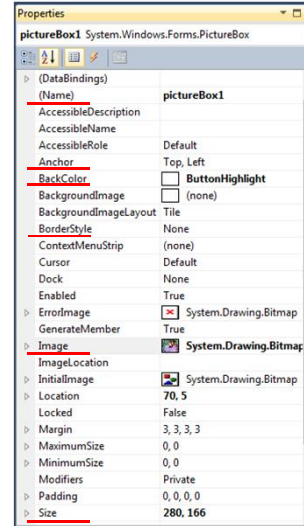 Properties
pictureBox1 System.Windows.Forms.PictureBox
(DataBindings)
(Name) pictureBox1
AccessibleDescription
AccessibleName
AccessibleRole Default
Anchor Top, Left
BackColor ButtonHighlight
BackgroundImage (none)
BackgroundImageLayout Tile
BorderStyle None
ContextMenuStrip (none)
Cursor Default
Dock None
Enabled True
ErrorImage System.Drawing.Bitmap
GenerateMember True
Image System.Drawing.Bitmap
ImageLocation
InitialImage System.Drawing.Bitmap
Location 70, 5
Locked False
Margin 3, 3, 3, 3
MaximumSize 0, 0
MinimumSize 0, 0
Modifiers Private
Padding 0, 0, 0, 0
Size 280, 166